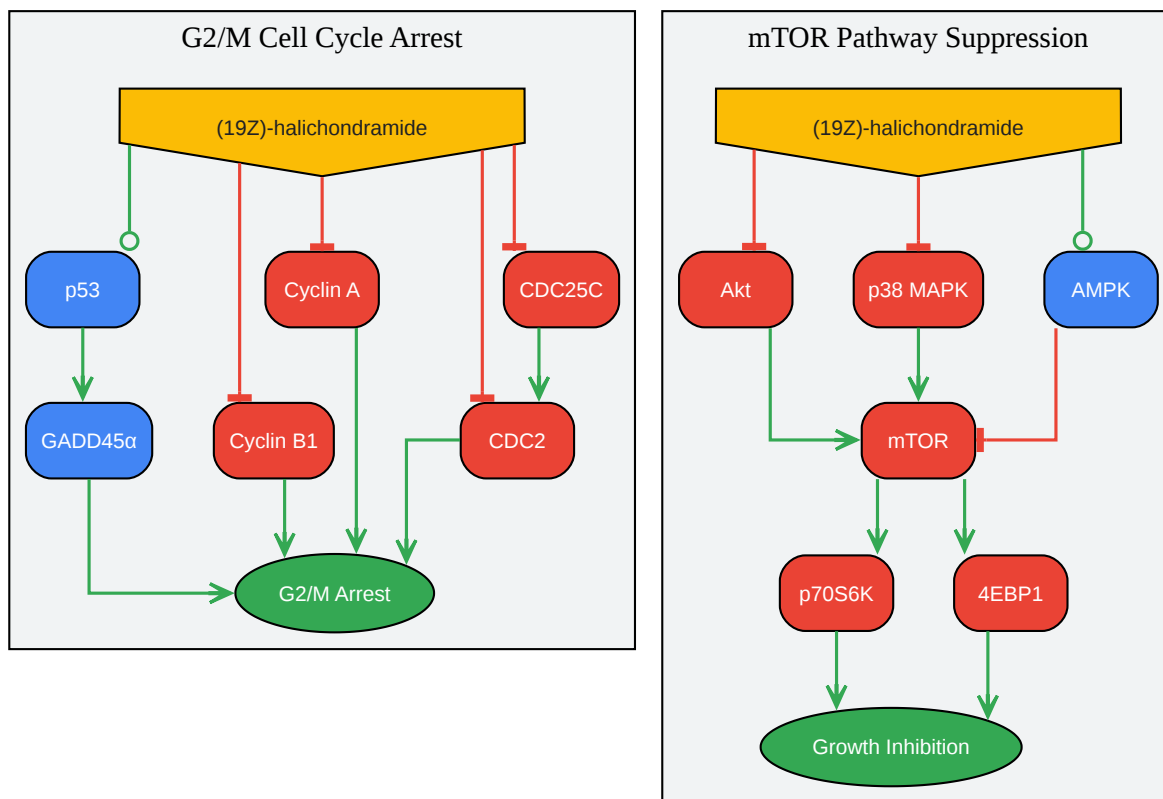 G2/M Cell Cycle Arrest
(19Z)-halichondramide
p53
Cyclin A
CDC25C
GADD45α
Cyclin B1
CDC2
G2/M Arrest
mTOR Pathway Suppression
(19Z)-halichondramide
Akt
p38 MAPK
AMPK
mTOR
p70S6K
4EBP1
Growth Inhibition